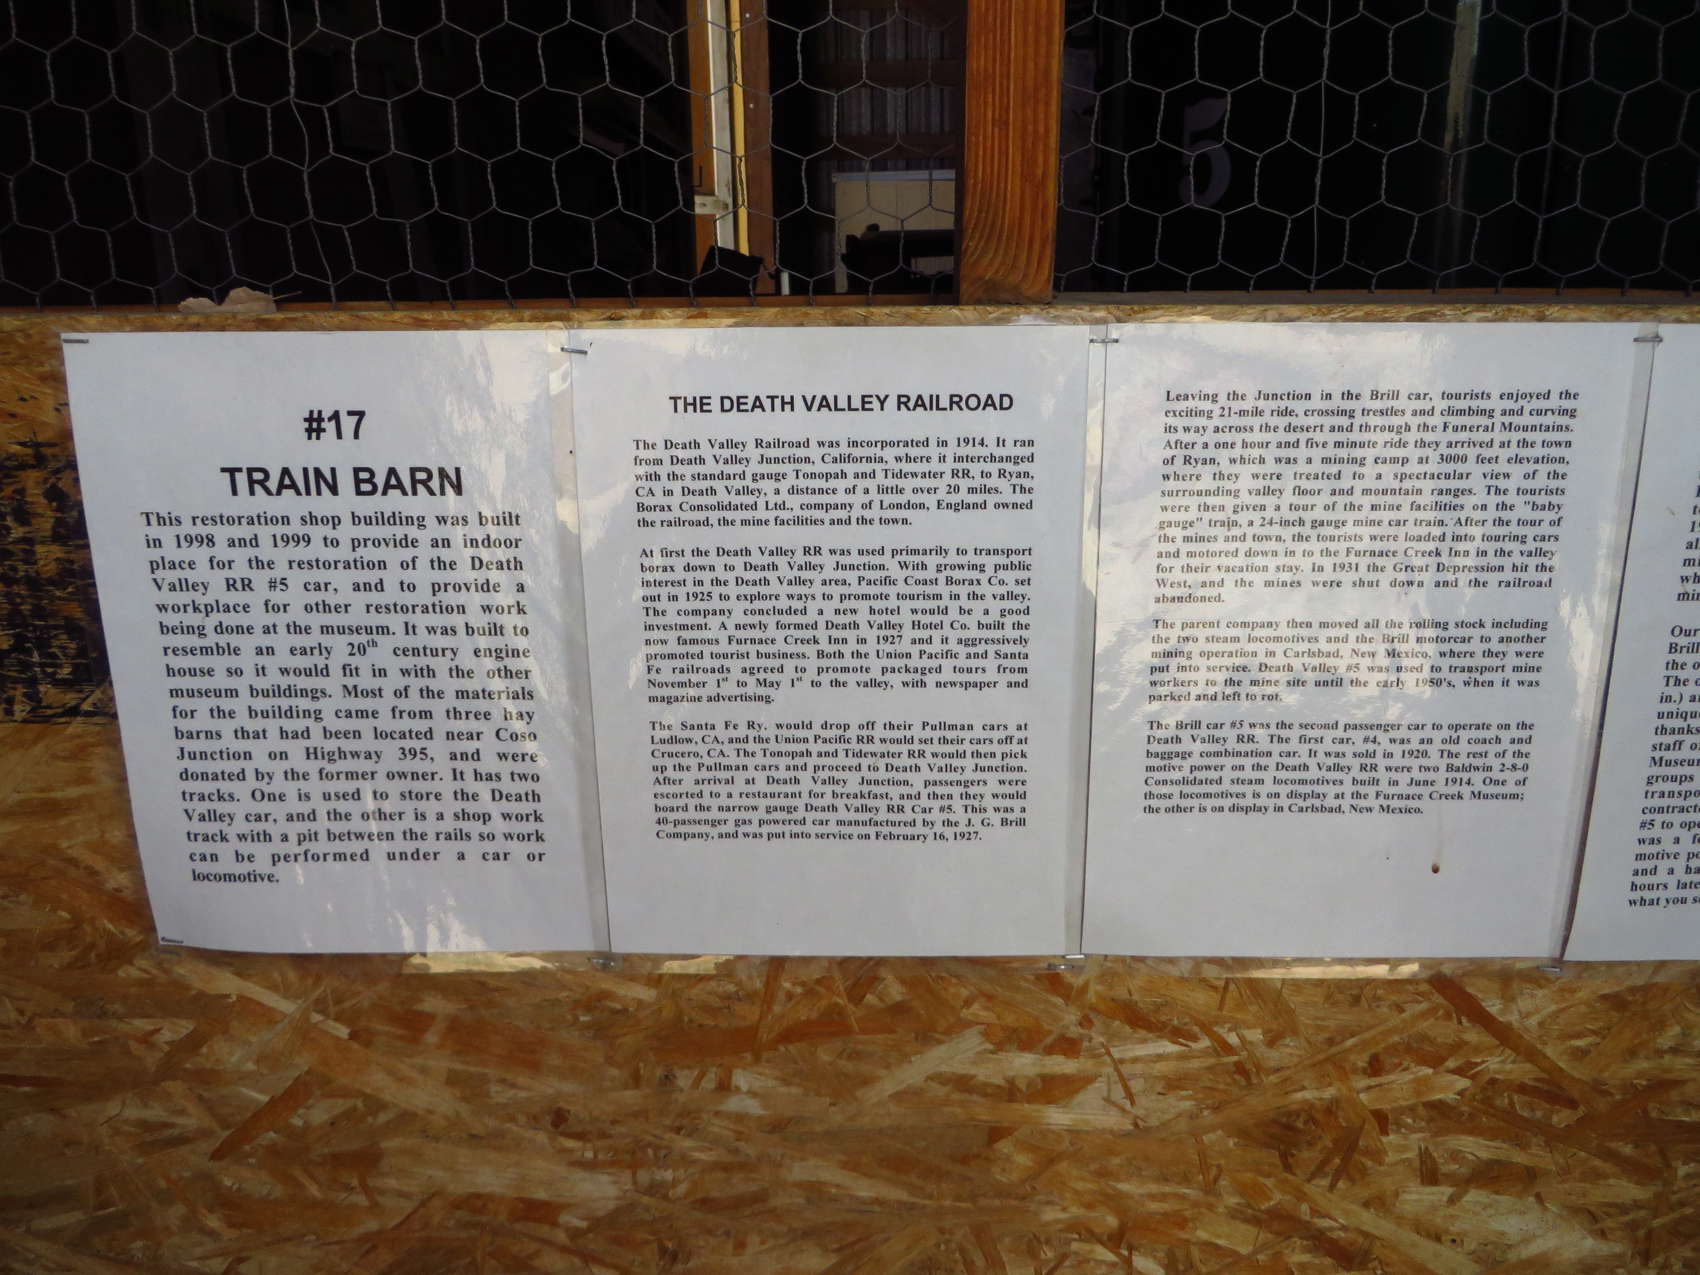 5
#17
TRAIN BARN
This restoration shop building was built
in 1998 and 1999 to provide an indoor
place for the restoration of the Death
Valley RR #5 car, and to provide a
workplace for other restoration work
being done at the museum. It was built to
resemble an early 20th century engine
house so it would fit in with the other
museum buildings. Most of the materials
for the building came from three hay
barns that had been located near Coso
Junction on Highway 395, and were
donated by the former owner. It has two
tracks. One is used to store the Death
Valley car, and the other is a shop work
track with a pit between the rails so work
can be performed under a car or
locomotive.
THE DEATH VALLEY RAILROAD
The Death Valley Railroad was incorporated in 1914. It ran
from Death Valley Junction, California, where it interchanged
with the standard gauge Tonopah and Tidewater RR, to Ryan,
CA in Death Valley, a distance of a little over 20 miles. The
Borax Consolidated Ltd., company of London, England owned
the railroad, the mine facilities and the town.
At first the Death Valley RR was used primarily to transport
borax down to Death Valley Junction. With growing public
interest in the Death Valley area, Pacific Coast Borax Co. set
out in 1925 to explore ways to promote tourism in the valley.
The company concluded a new hotel would be a good
investment. A newly formed Death Valley Hotel Co. built the
now famous Furnace Creek Inn in 1927 and it aggressively
promoted tourist business. Both the Union Pacific and Santa
Fe railroads agreed to promote packaged tours from
November 1st to May 1st to the valley, with newspaper and
magazine advertising.
The Santa Fe Ry. would drop off their Pullman cars at
Ludlow, CA, and the Union Pacific RR would set their cars off at
Crucero, CA. The Tonopah and Tidewater RR would then pick
up the Pullman cars and proceed to Death Valley Junction.
After arrival at Death Valley Junction, passengers were
escorted to a restaurant for breakfast, and then they would
board the narrow gauge Death Valley RR Car #5. This was a
40-passenger gas powered car manufactured by the J. G. Brill
Company, and was put into service on February 16, 1927.
Leaving the Junction in the Brill car, tourists enjoyed the
exciting 21-mile ride, crossing trestles and climbing and curving
its way across the desert and through the Funeral Mountains.
After a one hour and five minute ride they arrived at the town
of Ryan, which was a mining camp at 3000 feet elevation,
where they were treated to a spectacular view of the
surrounding valley floor and mountain ranges. The tourists
were then given a tour of the mine facilities on the "baby
gauge" train, a 24-inch gauge mine car train. After the tour of
the mines and town, the tourists were loaded into touring cars
and motored down in to the Furnace Creek Inn in the valley
for their vacation stay. In 1931 the Great Depression hit the
West, and the mines were shut down and the railroad
abandoned.
The parent company then moved all the rolling stock including
the two steam locomotives and the Brill motorcar to another
mining operation in Carlsbad, New Mexico, where they were
put into service. Death Valley #5 was used to transport mine
workers to the mine site until the early 1950's, when it was
parked and left to rot.
The Brill car #5 was the second passenger car to operate on the
Death Valley RR. The first car, #4, was an old coach and
baggage combination car. It was sold in 1920. The rest of the
motive power on the Death Valley RR were two Baldwin 2-8-0
Consolidated steam locomotives built in June 1914. One of
those locomotives is on display at the Furnace Creek Museum;
the other is on display in Carlsbad, New Mexico.
Our
Brill
the o
The
in.)
thanks
staff
Museum
groups
#5 to
was a
motive
and a
hours
what you